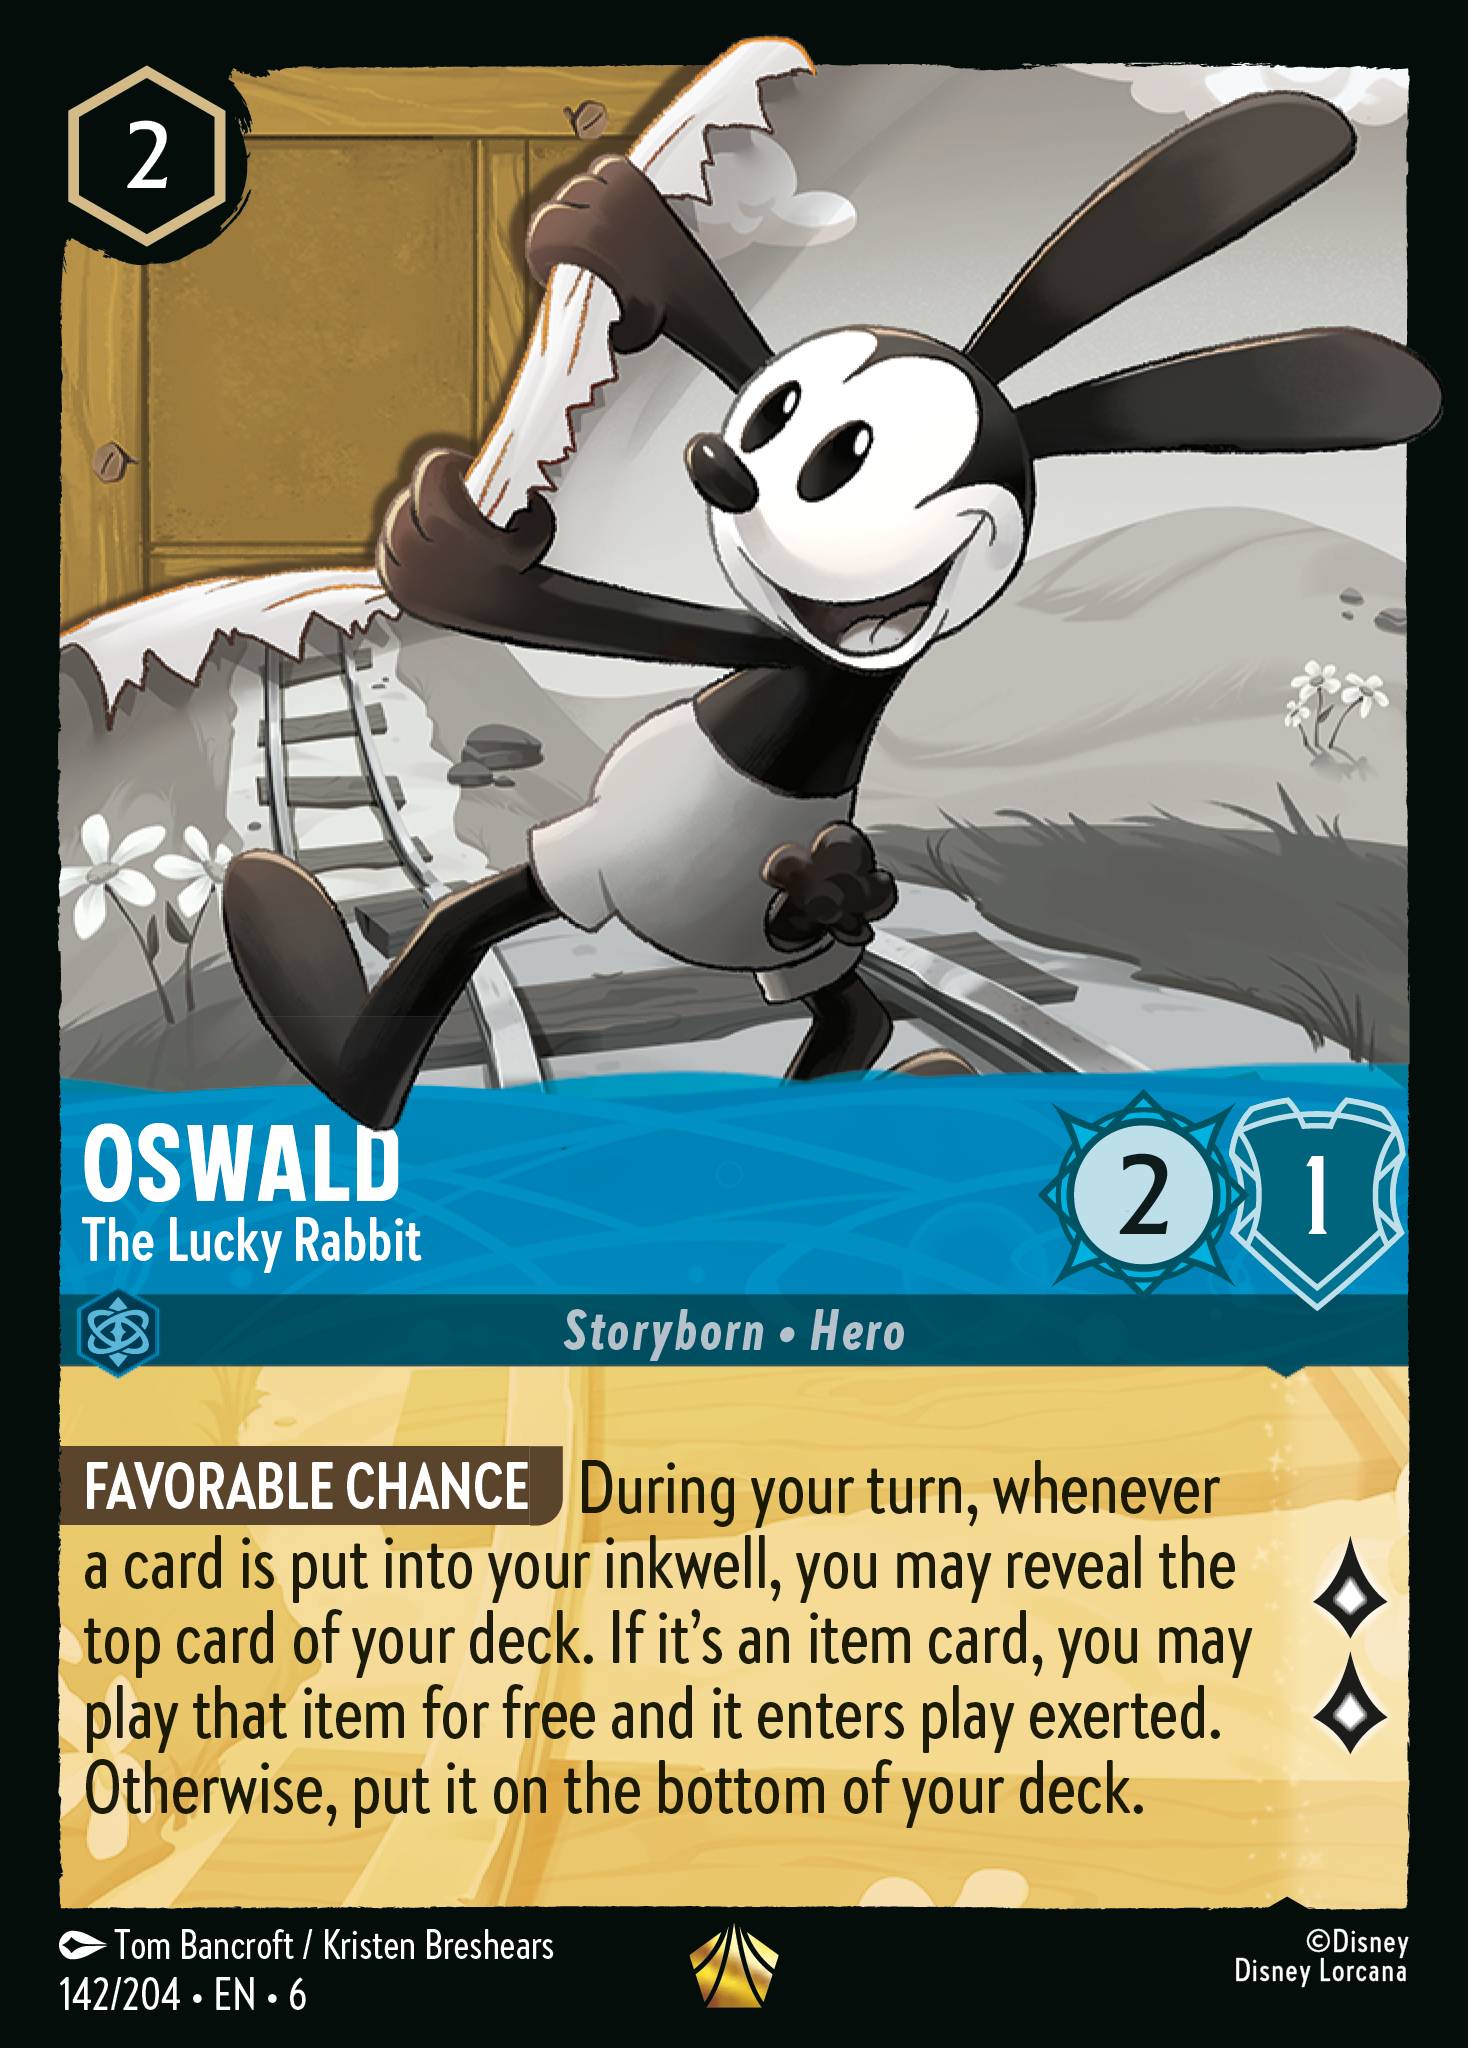 2
OSWALD
The Lucky Rabbit
2 1
Storyborn • Hero
FAVORABLE CHANCE During your turn, whenever
a card is put into your inkwell, you may reveal the
top card of your deck. If it’s an item card, you may
play that item for free and it enters play exerted.
Otherwise, put it on the bottom of your deck.
Tom Bancroft / Kristen Breshears
142/204 • EN • 6
©Disney
Disney Lorcana